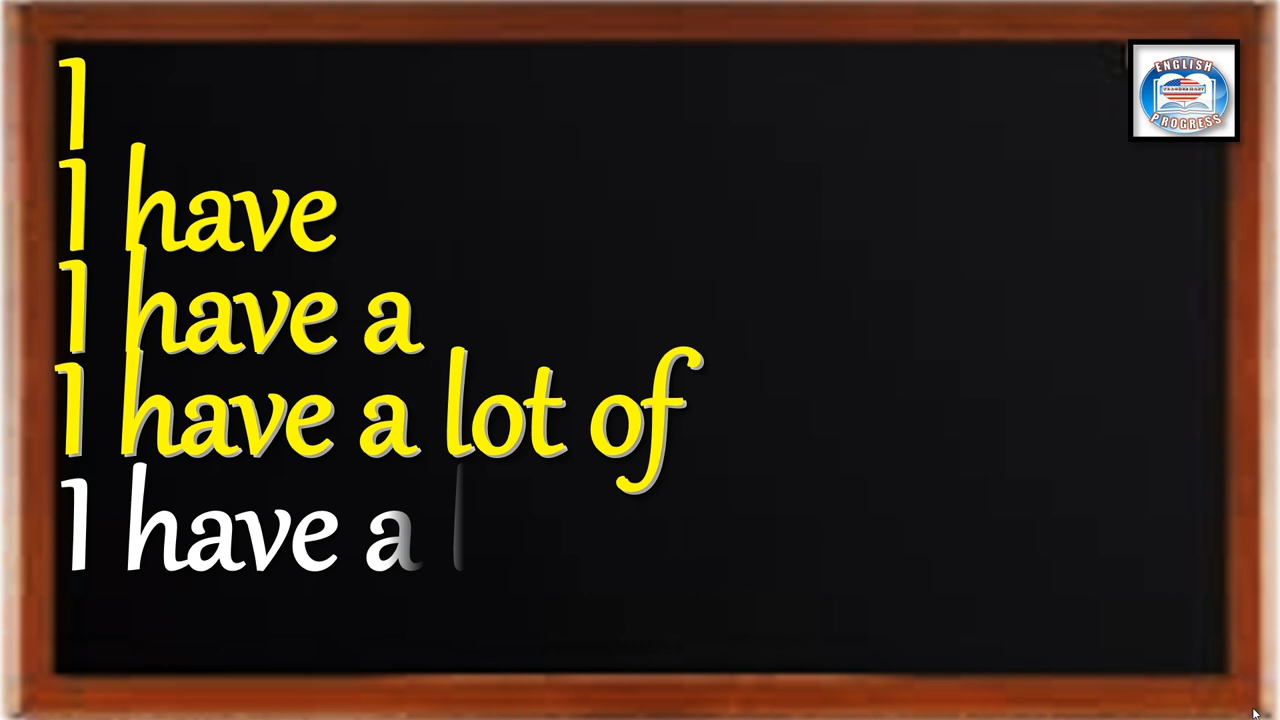 I
I have
I have a
I have a lot of
I have a l
ENGLISH
PROGRESS